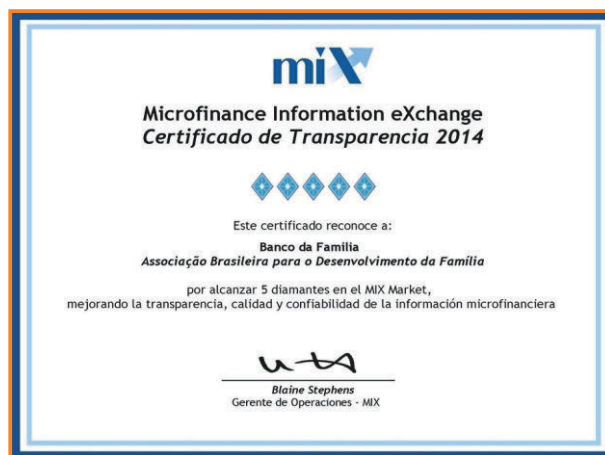 miX
Microfinance Information eXchange
Certificado de Transparencia 2014
Este certificado reconoce a:
Banco da Familia
Associação Brasileira para o Desenvolvimento da Família
por alcanzar 5 diamantes en el MIX Market,
mejorando la transparencia, calidad y confiabilidad de la información microfinanciera
Blaine Stephens
Gerente de Operaciones - MIX